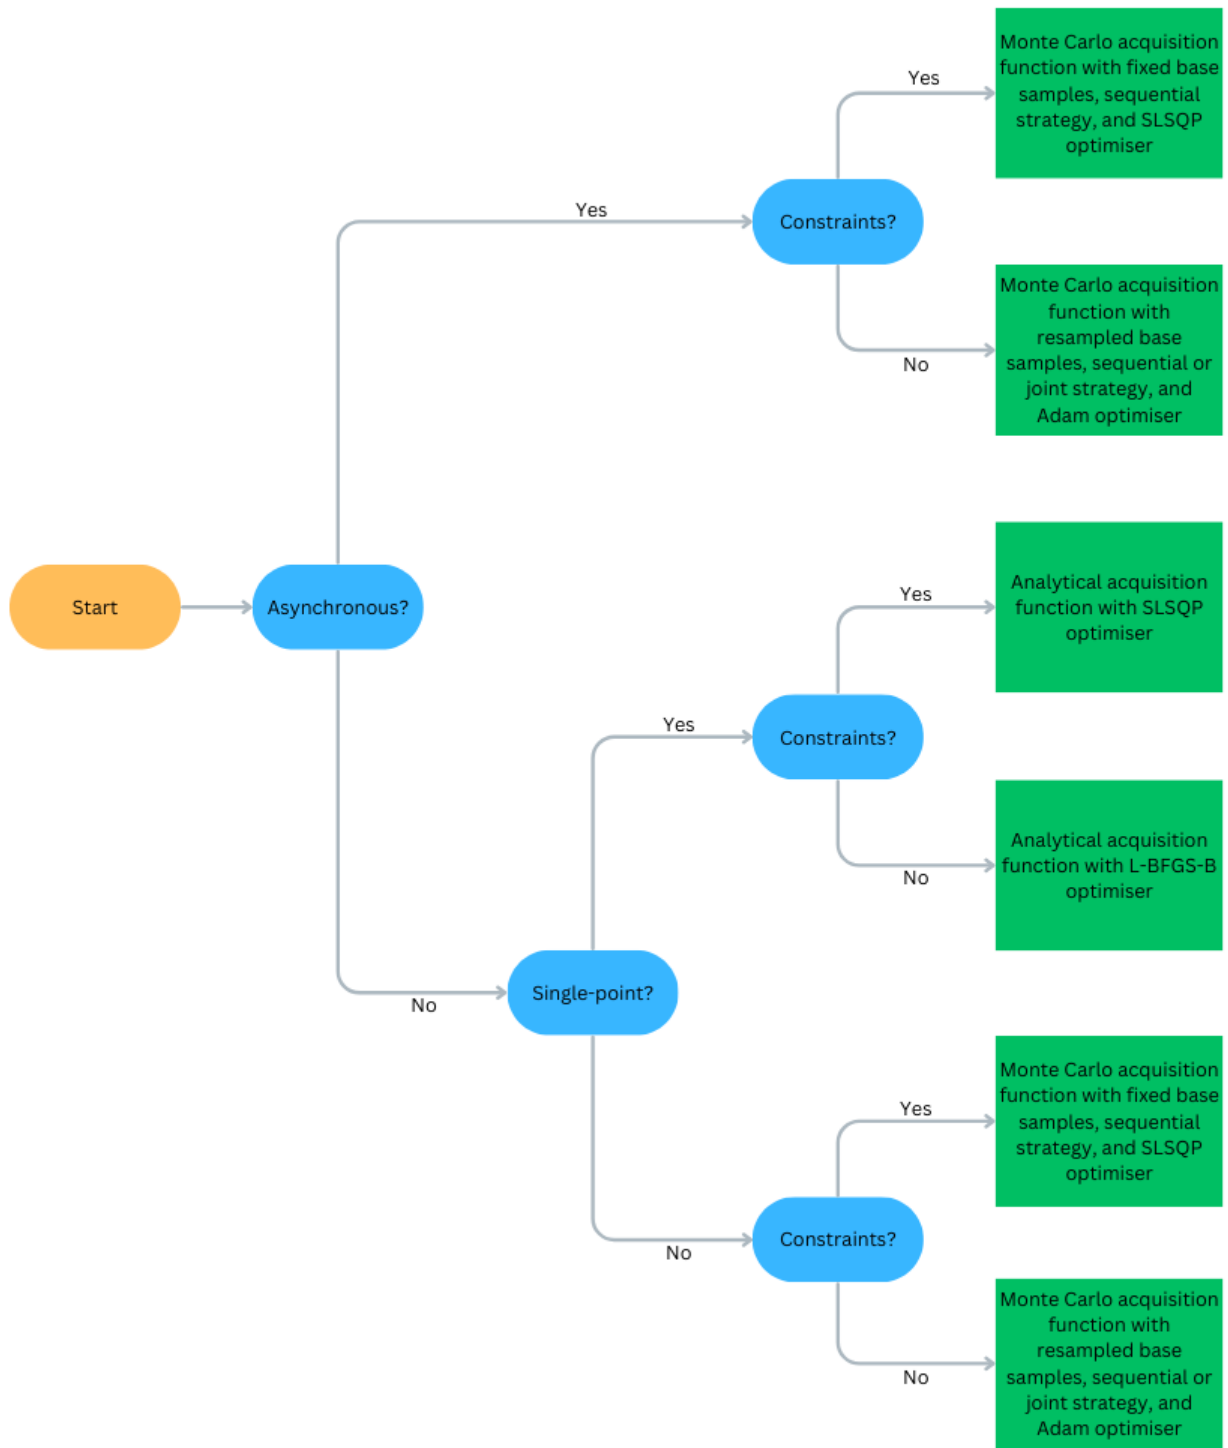 Monte Carlo acquisition
function with fixed base
samples, sequential
strategy, and SLSQP
optimiser
Yes
Yes
Constraints?
No
Monte Carlo acquisition
function with
resampled base
samples, sequential or
joint strategy, and
Adam optimiser
Start
Asynchronous?
Yes
Analytical acquisition
function with SLSQP
optimiser
Yes
Constraints?
No
Analytical acquisition
function with L-BFGS-B
optimiser
No
Single-point?
Yes
Monte Carlo acquisition
function with fixed base
samples, sequential
strategy, and SLSQP
optimiser
No
Constraints?
No
Monte Carlo acquisition
function with
resampled base
samples, sequential or
joint strategy, and
Adam optimiser